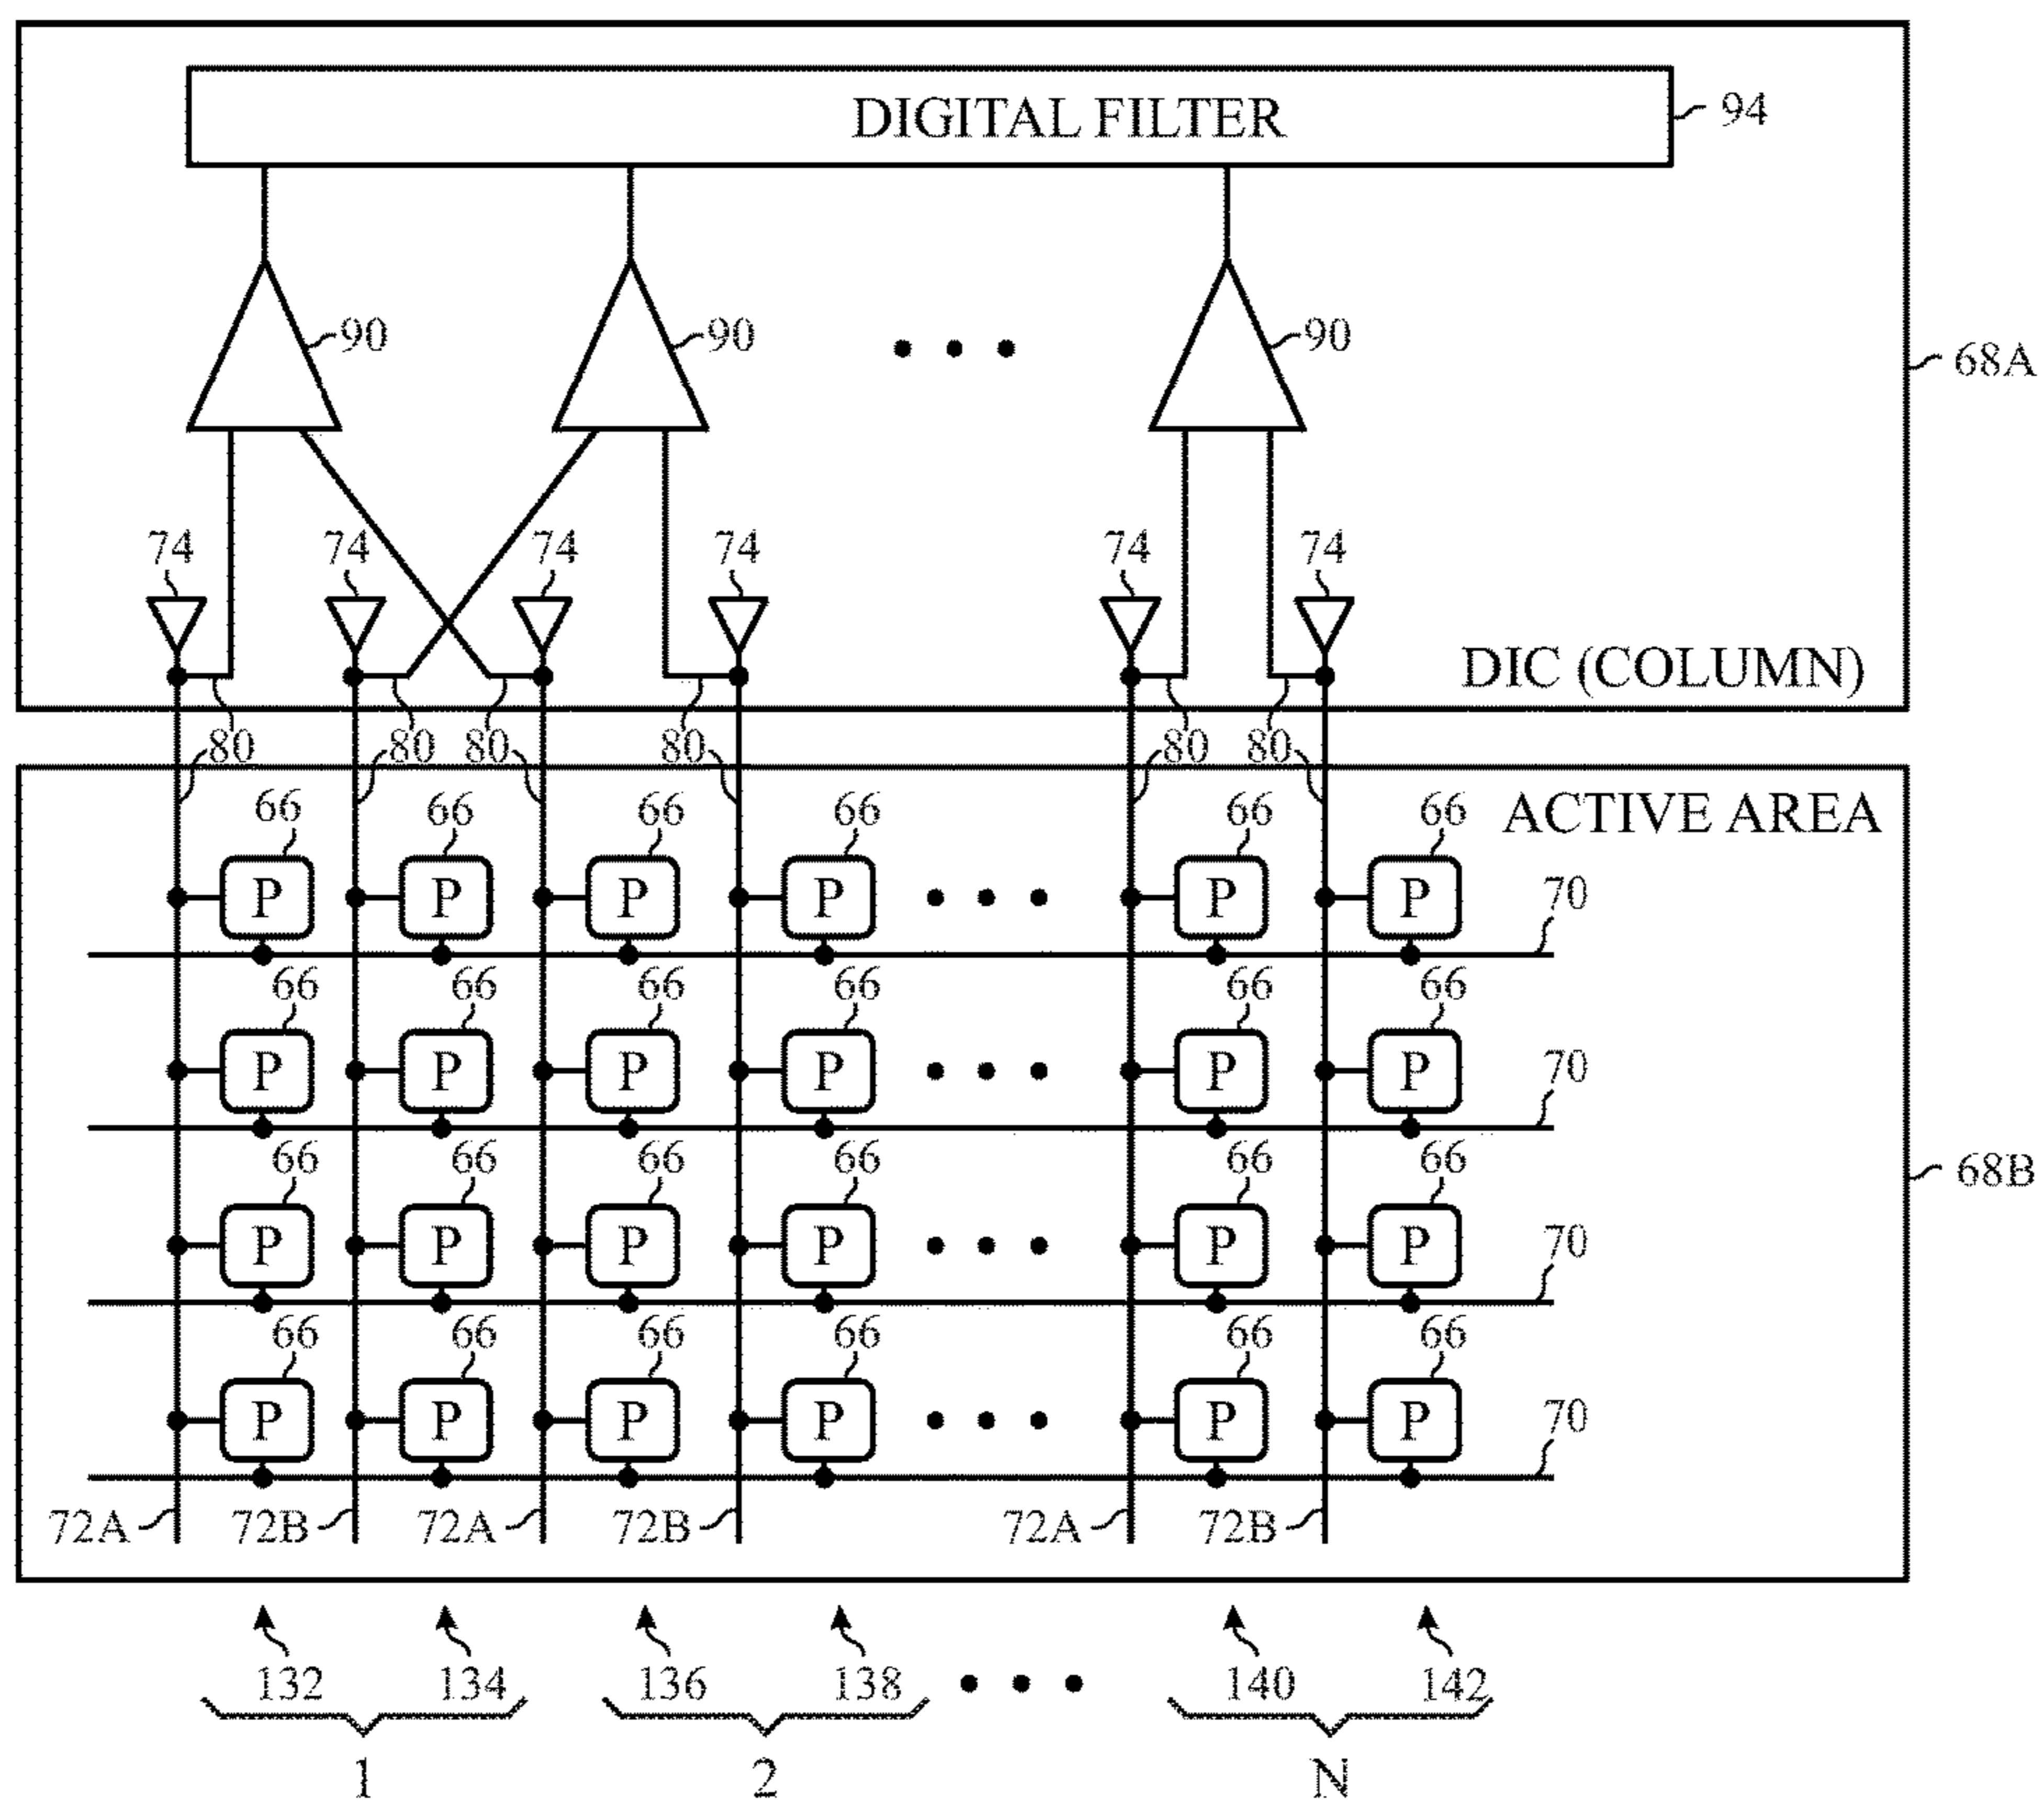 DIGITAL FILTER 94
90 90 90
68A
74 74 74 74 74 74
DIC (COLUMN)
80 80 80 80 80 80
ACTIVE AREA
66 66 66 66 66 66
P P P P P P 70
66 66 66 66 66 66
P P P P P P 70
66 66 66 66 66 66
68B
P P P P P P 70
66 66 66 66 66 66
P P P P P P 70
72A 72B 72A 72B 72A 72B
132 134 136 138 140 142
1 2 N